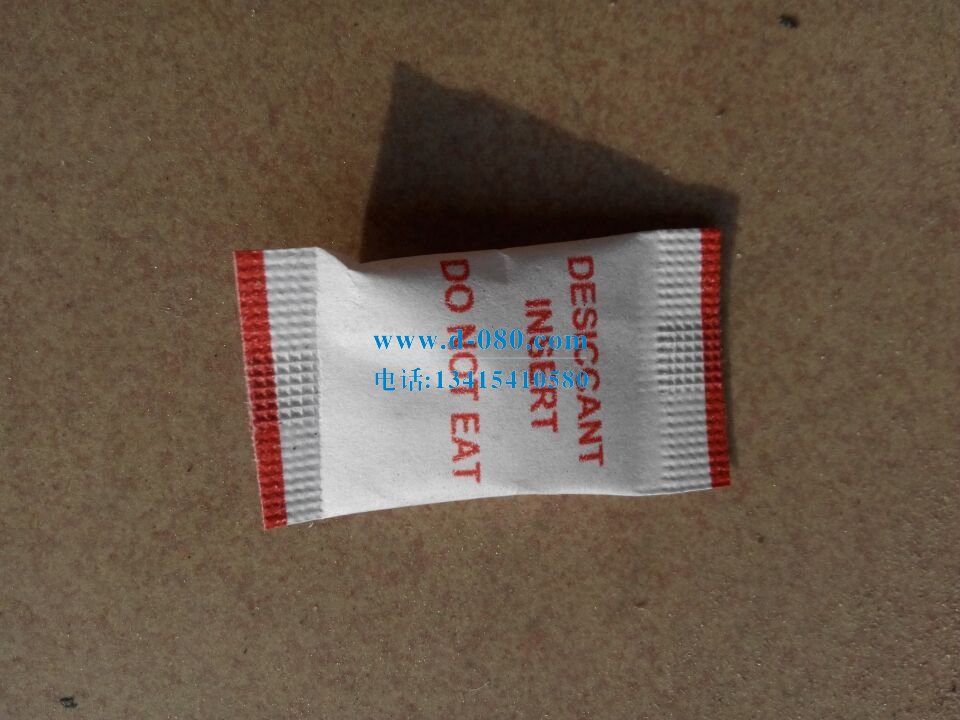 DESICCANT
INSERT
DO NOT EAT
www.d-080.com
电话:13415410580